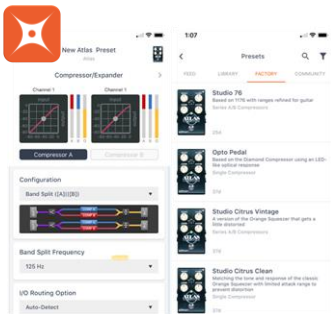 New Atlas Preset
Atlas
Compressor/Expander
Channel 1
Channel 1
Compressor A
Compressor B
Configuration
Band Split ([A]|[B])
Band Split Frequency
125 Hz
I/O Routing Option
Auto-Detect
1:07
Presets
FEED
LIBRARY
FACTORY
COMMUNITY
Studio 76
Based on 1176 with ranges refined for guitar
Series A/B Compressors
Opto Pedal
Based on the Diamond Compressor using an LED-
like optical response
Single Compressor
Studio Citrus Vintage
A version of the Orange Squeezer that gets a
little distorted
Series A/B Compressors
Studio Citrus Clean
Matching the tone and response of the classic
Orange Squeezer with limited attack range to
prevent distortion
Single Compressor